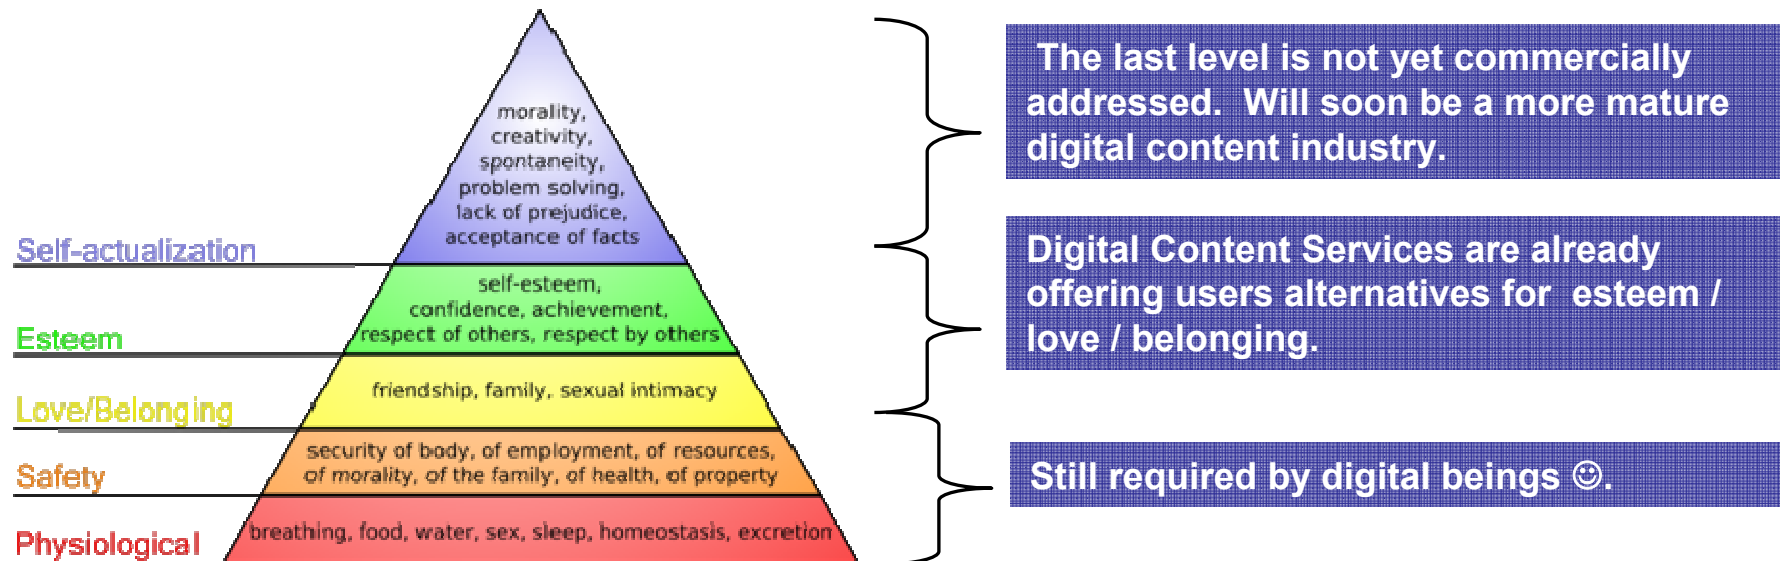 morality,
creativity,
spontaneity,
problem solving,
lack of prejudice,
acceptance of facts
Self-actualization
self-esteem,
confidence, achievement,
respect of others, respect by others
Esteem
friendship, family, sexual intimacy
Love/Belonging
security of body, of employment, of resources,
of morality, of the family, of health, of property
Safety
breathing, food, water, sex, sleep, homeostasis, excretion
Physiological
The last level is not yet commercially
addressed. Will soon be a more mature
digital content industry.
Digital Content Services are already
offering users alternatives for esteem /
love / belonging.
Still required by digital beings ☺.